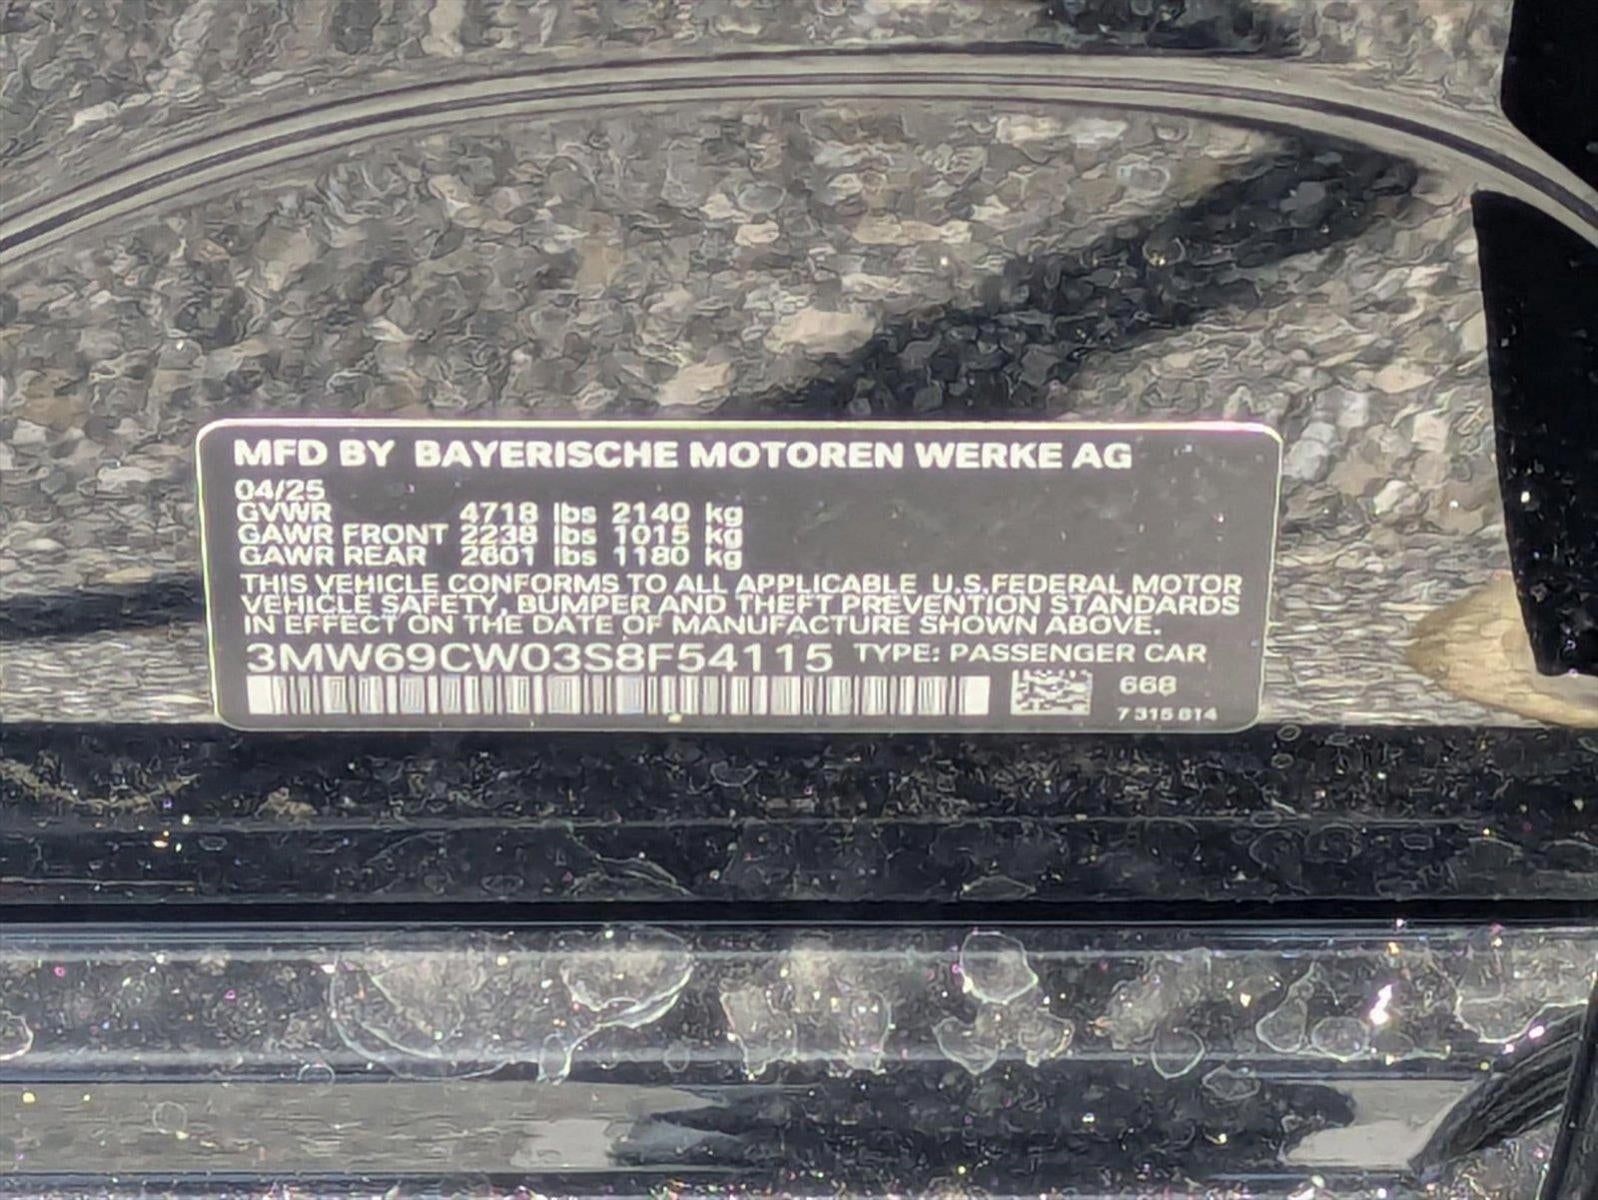 MFD BY BAYERISCHE MOTOREN WERKE AG
04/25
GVWR 4718 lbs 2140 kg
GAWR FRONT 2238 lbs 1015 kg
GAWR REAR 2601 lbs 1180 kg
THIS VEHICLE CONFORMS TO ALL APPLICABLE U.S.FEDERAL MOTOR
VEHICLE SAFETY, BUMPER AND THEFT PREVENTION STANDARDS
IN EFFECT ON THE DATE OF MANUFACTURE SHOWN ABOVE.
3MW69CW03S8F54115 TYPE: PASSENGER CAR
668
7 315 814